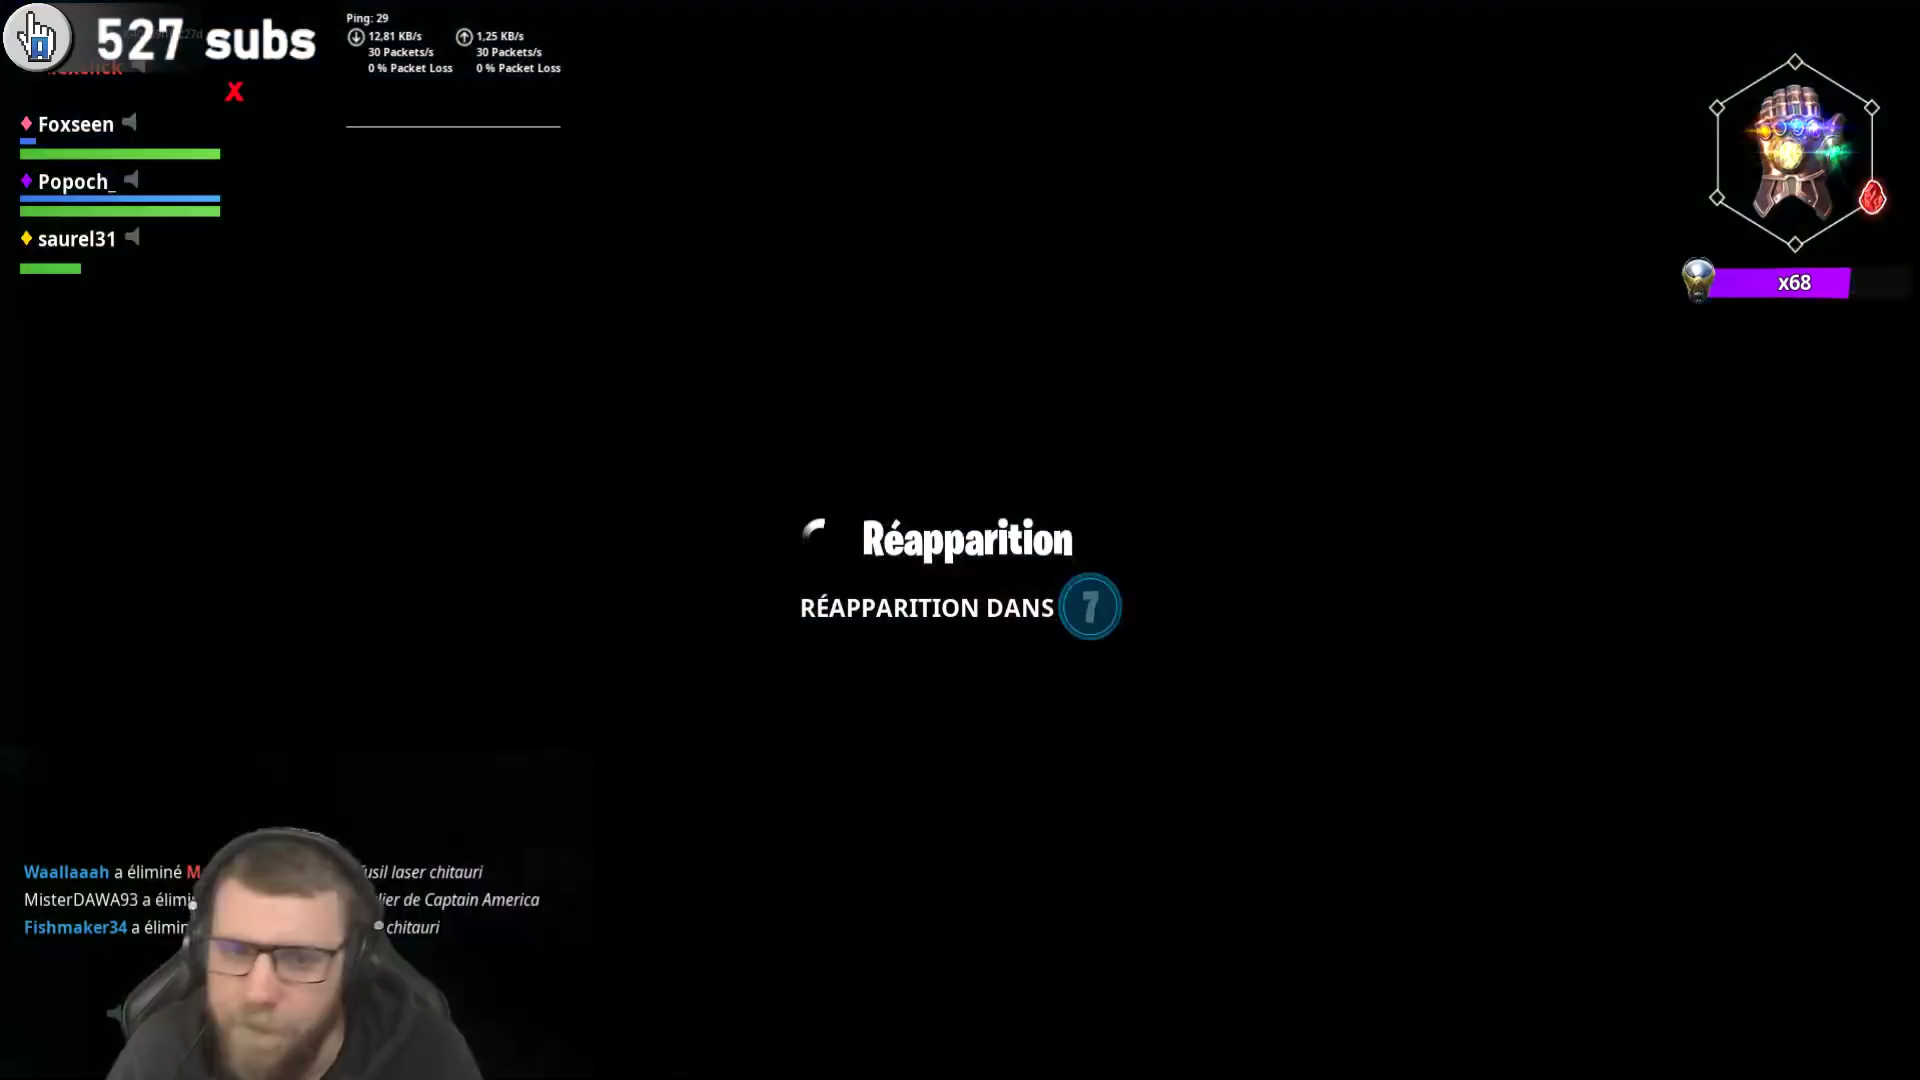 527 subs
Ping: 29
12,81 KB/s
1,25 KB/s
30 Packets/s
30 Packets/s
0 % Packet Loss
0 % Packet Loss
X
Foxseen
Popoch_
saurel31
x68
Réapparition
RÉAPPARITION DANS 7
Waallaaah a éliminé M usil laser chitauri
MisterDAWA93 a élimi lier de Captain America
Fishmaker34 a élimin chitauri